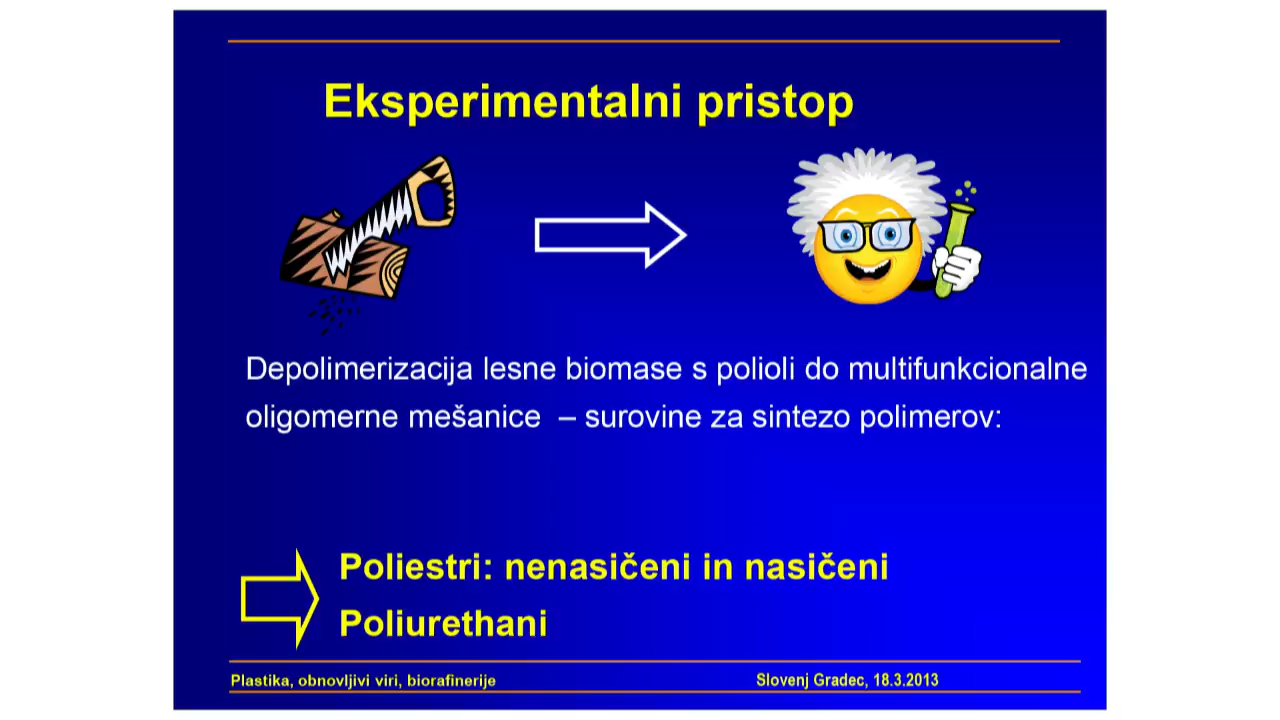 Eksperimentalni pristop
Depolimerizacija lesne biomase s polioli do multifunkcionalne
oligomerne mešanice – surovine za sintezo polimerov:
Poliestri: nenasičeni in nasičeni
Poliurethani
Plastika, obnovljivi viri, biorafinerije
Slovenj Gradec, 18.3.2013